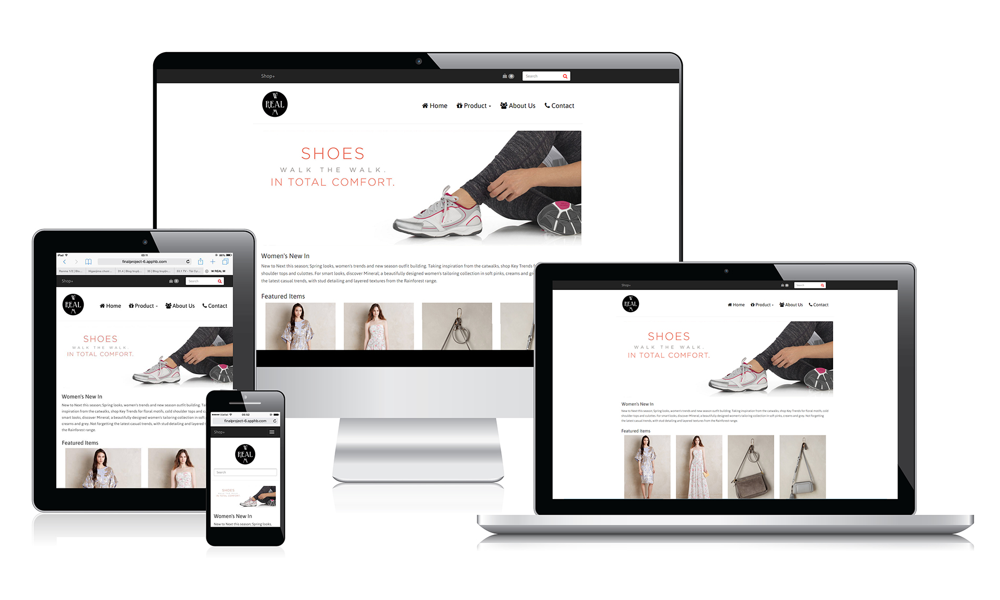 Shop+
0
Search
W
REAL
M
Home
Product
About Us
Contact
SHOES
WALK THE WALK.
IN TOTAL COMFORT.
Women's New In
New to Next this season; Spring looks, women's trends and new season outfit building. Taking inspiration from the catwalks, shop Key Trends f
shoulder tops and culottes. For smart looks, discover Mineral; a beautifully designed women's tailoring collection in soft pinks, creams and gr
the latest casual trends, with stud detailing and layered textures from the Rainforest range.
Featured Items
iPad
03:11
86%
finalproject-6.apphb.com
Ranma 1/2 | Blo...
Higanjima chươ...
31.4 | Blog truyệ...
35 | Blog truyện...
53.1 TV - Tải Cự...
W REAL M
Shop+
0
Search
W
REAL
M
Home
Product
About Us
Contact
SHOES
WALK THE WALK.
IN TOTAL COMFORT.
Women's New In
New to Next this season; Spring looks, women's trends and new season outfit building. Ta
inspiration from the catwalks, shop Key Trends for floral motifs, cold shoulder tops and cu
smart looks, discover Mineral; a beautifully designed women's tailoring collection in soft
creams and grey. Not forgetting the latest casual trends, with stud detailing and layered t
the Rainforest range.
Featured Items
Viettel
05:52
finalproject-6.apphb.com
Shop+
W
REAL
M
Search
SHOES
WALK THE WALK.
IN TOTAL COMFORT.
Women's New In
New to Next this season; Spring looks,
Shop+
0
Search
W
REAL
M
Home
Product
About Us
Contact
SHOES
WALK THE WALK.
IN TOTAL COMFORT.
Women's New In
New to Next this season; Spring looks, women's trends and new season outfit building. Taking inspiration from the catwalks, shop Key Trends for floral motifs, cold
shoulder tops and culottes. For smart looks, discover Mineral; a beautifully designed women's tailoring collection in soft pinks, creams and grey. Not forgetting
the latest casual trends, with stud detailing and layered textures from the Rainforest range.
Featured Items